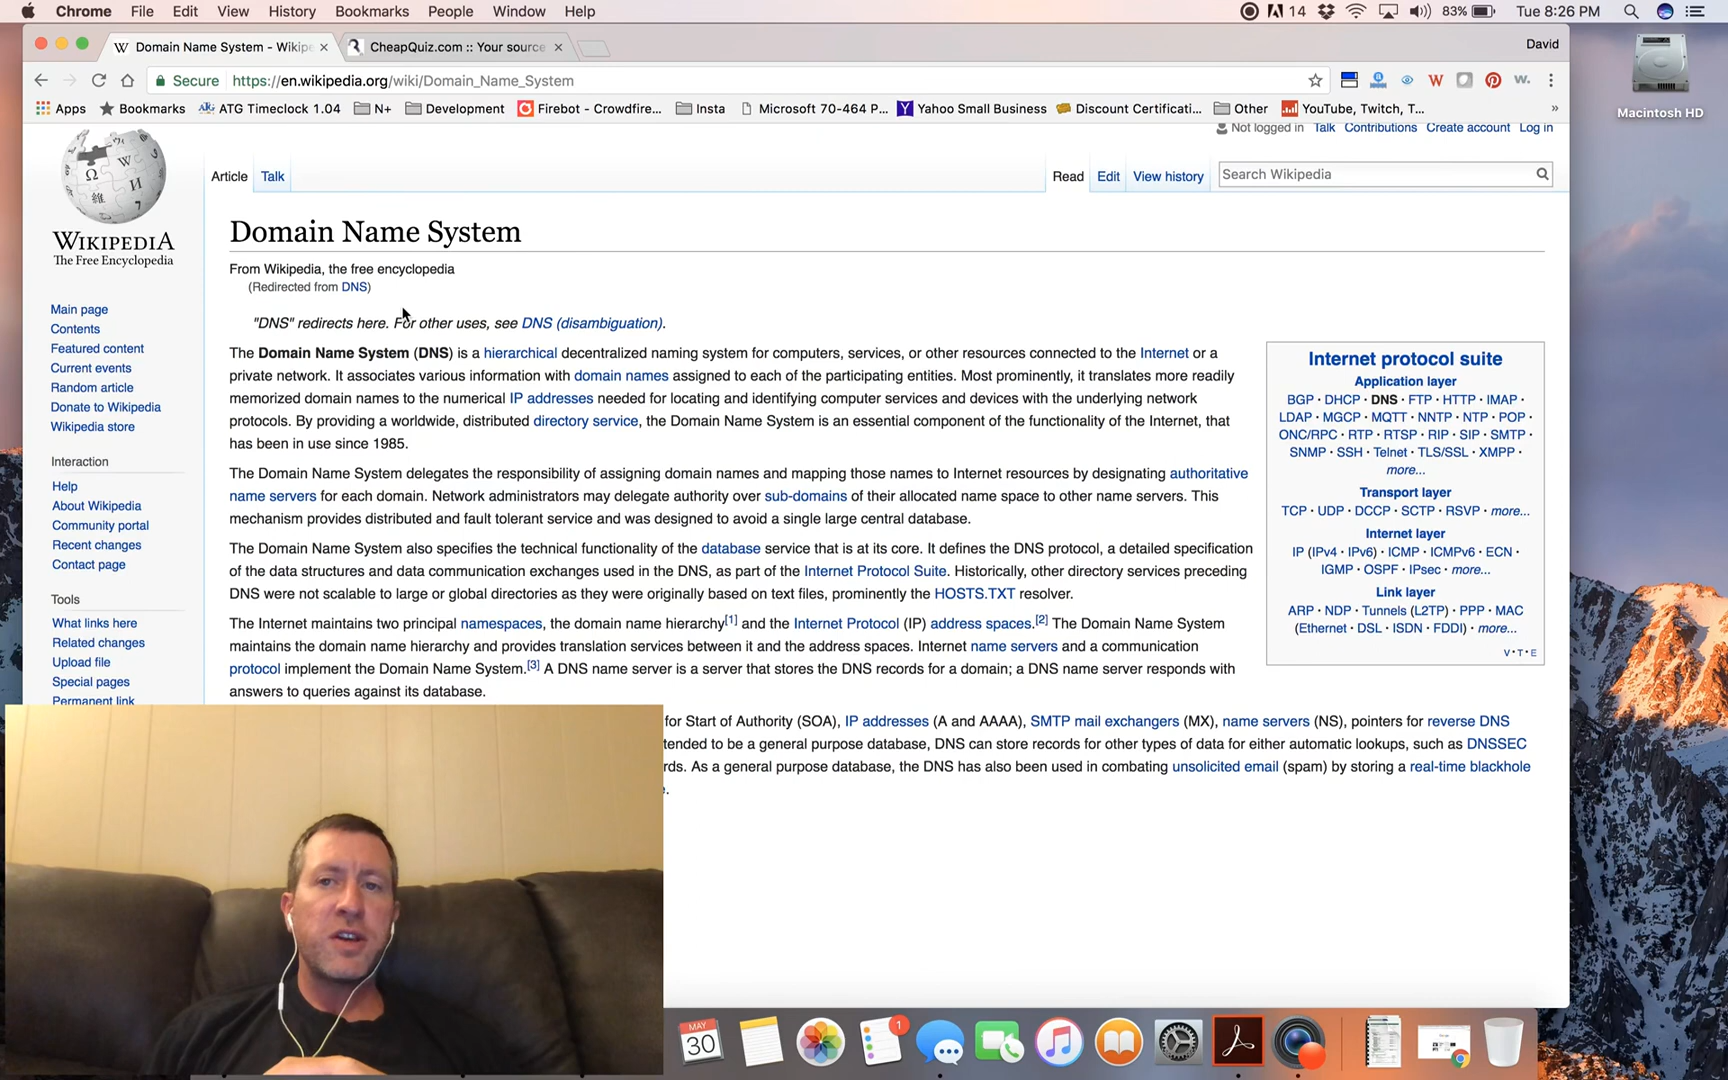 Chrome File Edit View History Bookmarks People Window Help 14 83% Tue 8:26 PM
Domain Name System - Wikipe CheapQuiz.com :: Your source David
Secure https://en.wikipedia.org/wiki/Domain_Name_System
Apps Bookmarks ATG Timeclock 1.04 N+ Development Firebot - Crowdfire... Insta Microsoft 70-464 P... Yahoo Small Business Discount Certificati... Other YouTube, Twitch, T... »
Macintosh HD
Not logged in Talk Contributions Create account Log in
Article Talk Read Edit View history Search Wikipedia
WIKIPEDIA
The Free Encyclopedia
Main page
Contents
Featured content
Current events
Random article
Donate to Wikipedia
Wikipedia store
Interaction
Help
About Wikipedia
Community portal
Recent changes
Contact page
Tools
What links here
Related changes
Upload file
Special pages
Permanent link
Domain Name System
From Wikipedia, the free encyclopedia
(Redirected from DNS)
"DNS" redirects here. For other uses, see DNS (disambiguation).
The Domain Name System (DNS) is a hierarchical decentralized naming system for computers, services, or other resources connected to the Internet or a
private network. It associates various information with domain names assigned to each of the participating entities. Most prominently, it translates more readily
memorized domain names to the numerical IP addresses needed for locating and identifying computer services and devices with the underlying network
protocols. By providing a worldwide, distributed directory service, the Domain Name System is an essential component of the functionality of the Internet, that
has been in use since 1985.
The Domain Name System delegates the responsibility of assigning domain names and mapping those names to Internet resources by designating authoritative
name servers for each domain. Network administrators may delegate authority over sub-domains of their allocated name space to other name servers. This
mechanism provides distributed and fault tolerant service and was designed to avoid a single large central database.
The Domain Name System also specifies the technical functionality of the database service that is at its core. It defines the DNS protocol, a detailed specification
of the data structures and data communication exchanges used in the DNS, as part of the Internet Protocol Suite. Historically, other directory services preceding
DNS were not scalable to large or global directories as they were originally based on text files, prominently the HOSTS.TXT resolver.
The Internet maintains two principal namespaces, the domain name hierarchy[1] and the Internet Protocol (IP) address spaces.[2] The Domain Name System
maintains the domain name hierarchy and provides translation services between it and the address spaces. Internet name servers and a communication
protocol implement the Domain Name System.[3] A DNS name server is a server that stores the DNS records for a domain; a DNS name server responds with
answers to queries against its database.
for Start of Authority (SOA), IP addresses (A and AAAA), SMTP mail exchangers (MX), name servers (NS), pointers for reverse DNS
tended to be a general purpose database, DNS can store records for other types of data for either automatic lookups, such as DNSSEC
rds. As a general purpose database, the DNS has also been used in combating unsolicited email (spam) by storing a real-time blackhole
Internet protocol suite
Application layer
BGP · DHCP · DNS · FTP · HTTP · IMAP ·
LDAP · MGCP · MQTT · NNTP · NTP · POP ·
ONC/RPC · RTP · RTSP · RIP · SIP · SMTP ·
SNMP · SSH · Telnet · TLS/SSL · XMPP ·
more...
Transport layer
TCP · UDP · DCCP · SCTP · RSVP · more...
Internet layer
IP (IPv4 · IPv6) · ICMP · ICMPv6 · ECN ·
IGMP · OSPF · IPsec · more...
Link layer
ARP · NDP · Tunnels (L2TP) · PPP · MAC
(Ethernet · DSL · ISDN · FDDI) · more...
V · T · E
MAY
30
1